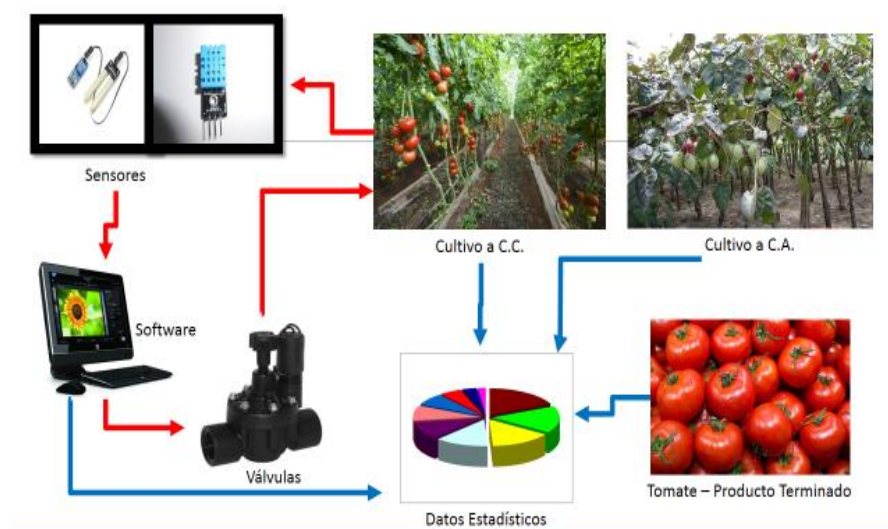 Sensores
Cultivo a C.C.
Cultivo a C.A.
Software
Válvulas
Tomate – Producto Terminado
Datos Estadísticos